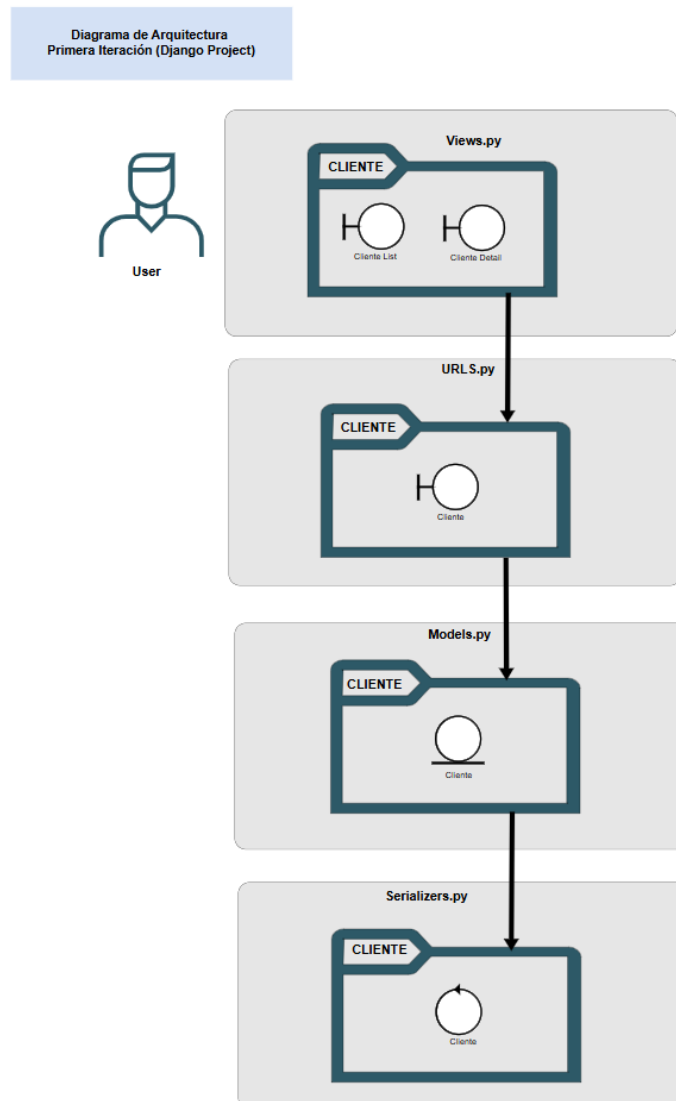 Diagrama de Arquitectura
Primera Iteración (Django Project)
Views.py
CLIENTE
Cliente List
Cliente Detail
User
URLS.py
CLIENTE
Cliente
Models.py
CLIENTE
Cliente
Serializers.py
CLIENTE
Cliente